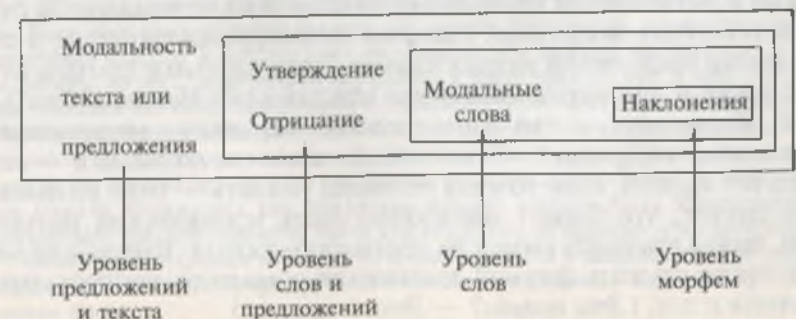 Модальность
текста или
предложения
Утверждение
Отрицание
Модальные
слова
Наклонения
Уровень
предложений
и текста
Уровень
слов и
предложений
Уровень
слов
Уровень
морфем